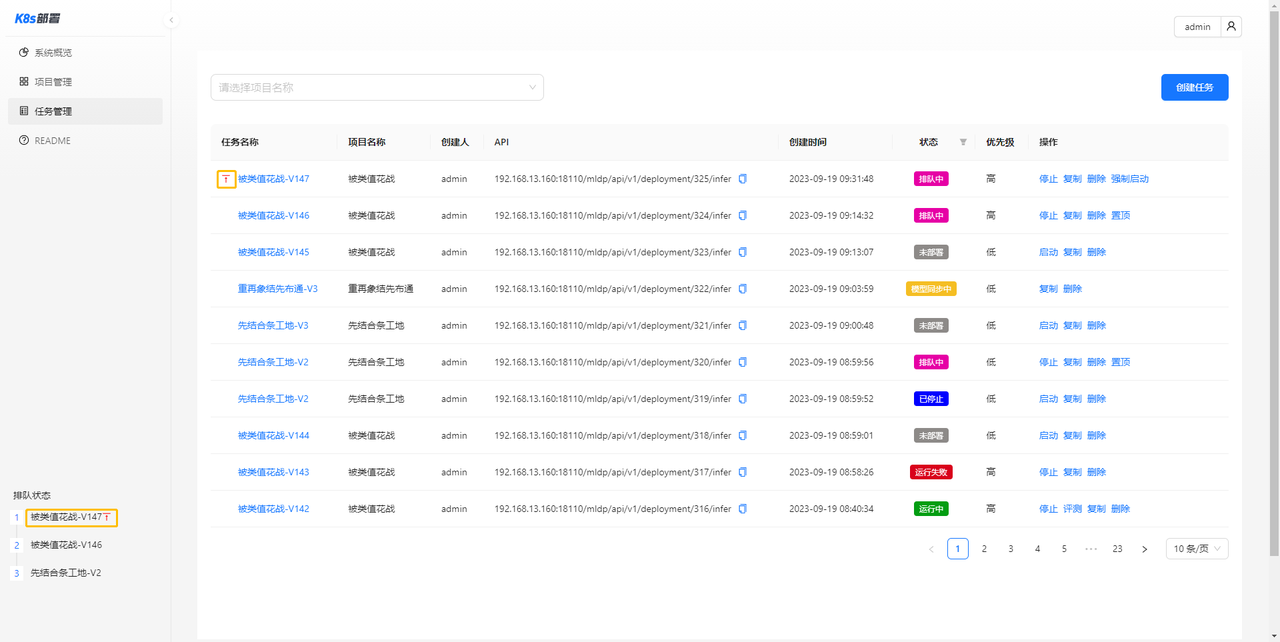 K8s部署
系统概览
项目管理
任务管理
README
admin
请选择项目名称
创建任务
任务名称 项目名称 创建人 API 创建时间 状态 优先级 操作
被类值花战-V147 被类值花战 admin 192.168.13.160:18110/mldp/api/v1/deployment/325/infer 2023-09-19 09:31:48 排队中 高 停止 复制 删除 强制启动
被类值花战-V146 被类值花战 admin 192.168.13.160:18110/mldp/api/v1/deployment/324/infer 2023-09-19 09:14:32 排队中 高 停止 复制 删除 置顶
被类值花战-V145 被类值花战 admin 192.168.13.160:18110/mldp/api/v1/deployment/323/infer 2023-09-19 09:13:07 未部署 低 启动 复制 删除
重再象结先布通-V3 重再象结先布通 admin 192.168.13.160:18110/mldp/api/v1/deployment/322/infer 2023-09-19 09:03:59 模型同步中 低 复制 删除
先结合条工地-V3 先结合条工地 admin 192.168.13.160:18110/mldp/api/v1/deployment/321/infer 2023-09-19 09:00:48 未部署 低 启动 复制 删除
先结合条工地-V2 先结合条工地 admin 192.168.13.160:18110/mldp/api/v1/deployment/320/infer 2023-09-19 08:59:56 排队中 低 停止 复制 删除 置顶
先结合条工地-V2 先结合条工地 admin 192.168.13.160:18110/mldp/api/v1/deployment/319/infer 2023-09-19 08:59:52 已停止 低 启动 复制 删除
被类值花战-V144 被类值花战 admin 192.168.13.160:18110/mldp/api/v1/deployment/318/infer 2023-09-19 08:59:01 未部署 低 启动 复制 删除
被类值花战-V143 被类值花战 admin 192.168.13.160:18110/mldp/api/v1/deployment/317/infer 2023-09-19 08:58:26 运行失败 高 停止 复制 删除
被类值花战-V142 被类值花战 admin 192.168.13.160:18110/mldp/api/v1/deployment/316/infer 2023-09-19 08:40:34 运行中 高 停止 评测 复制 删除
1 2 3 4 5 ••• 23 10 条/页
排队状态
1 被类值花战-V147
2 被类值花战-V146
3 先结合条工地-V2